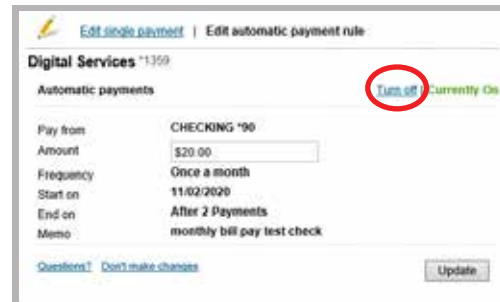 Edit single payment | Edit automatic payment rule
Digital Services *1359
Automatic payments Turn off | Currently On
Pay from CHECKING *90
Amount $20.00
Frequency Once a month
Start on 11/02/2020
End on After 2 Payments
Memo monthly bill pay test check
Questions? Don't make changes Update